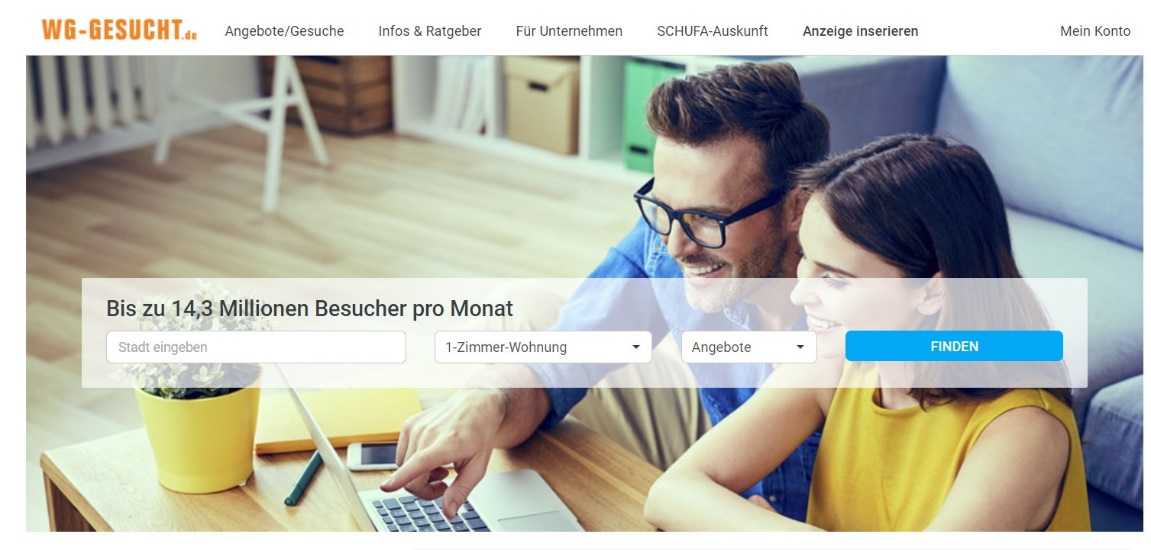 WG-GESUCHT.de Angebote/Gesuche Infos & Ratgeber Für Unternehmen SCHUFA-Auskunft Anzeige inserieren Mein Konto
Bis zu 14,3 Millionen Besucher pro Monat
Stadt eingeben 1-Zimmer-Wohnung Angebote FINDEN